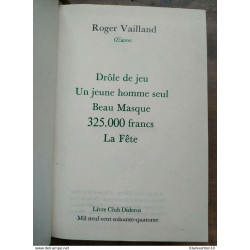 Roger Vailland
Œuvres
Drôle de jeu
Un jeune homme seul
Beau Masque
325.000 francs
La Fête
Livre Club Diderot
Mil neuf cent soixante-quatorze